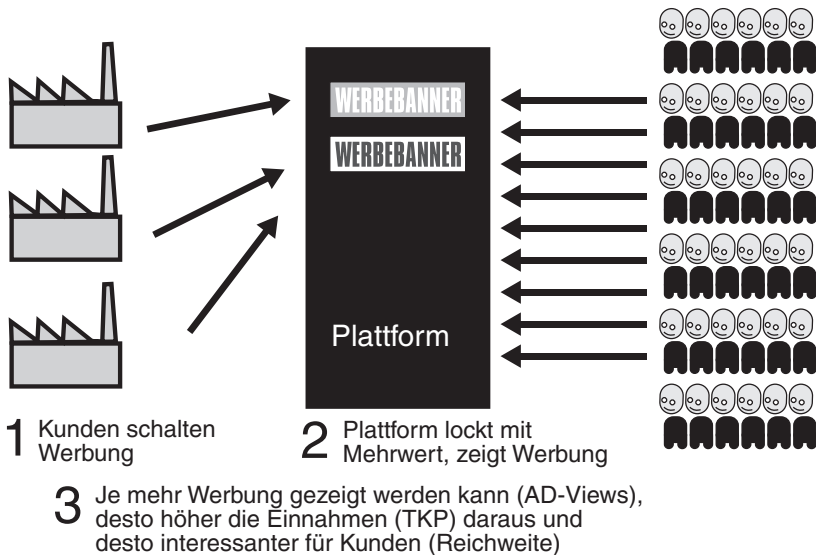 WERBEBANNER
WERBEBANNER
Plattform
1 Kunden schalten
Werbung
2 Plattform lockt mit
Mehrwert, zeigt Werbung
3 Je mehr Werbung gezeigt werden kann (AD-Views),
desto höher die Einnahmen (TKP) daraus und
desto interessanter für Kunden (Reichweite)